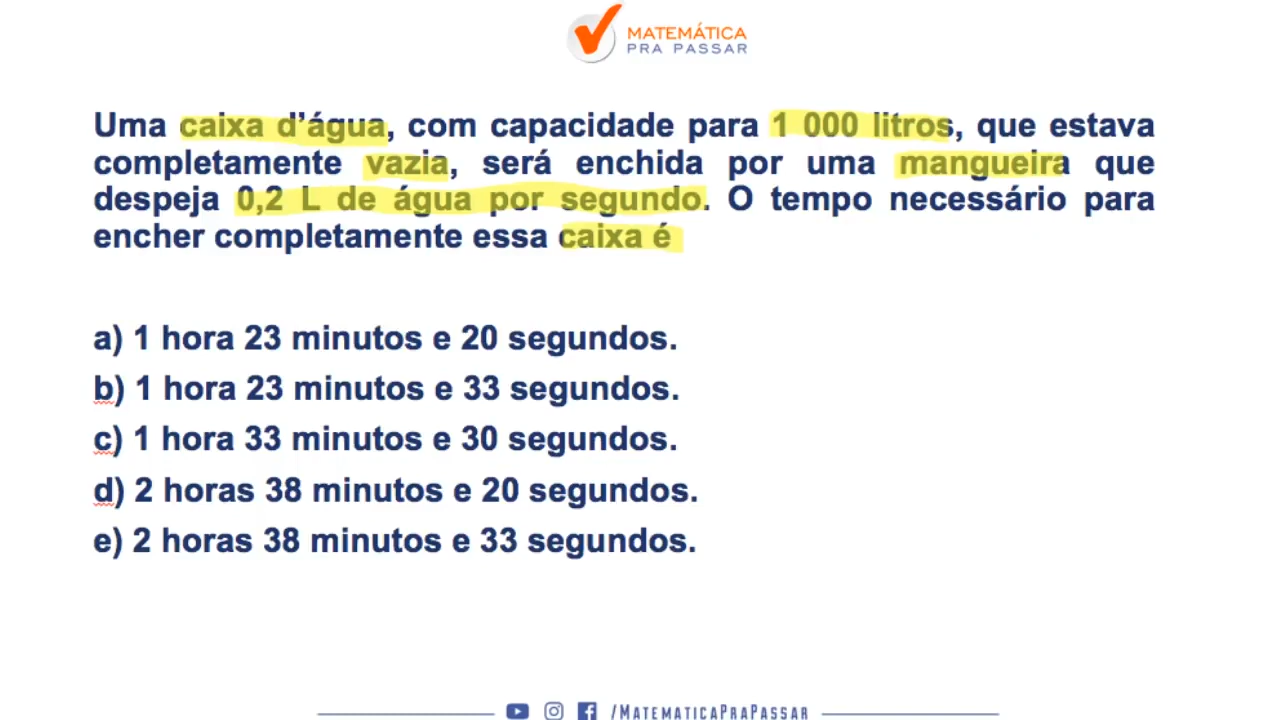 MATEMÁTICA
PRA PASSAR
Uma caixa d’água, com capacidade para 1 000 litros, que estava
completamente vazia, será enchida por uma mangueira que
despeja 0,2 L de água por segundo. O tempo necessário para
encher completamente essa caixa é
a) 1 hora 23 minutos e 20 segundos.
b) 1 hora 23 minutos e 33 segundos.
c) 1 hora 33 minutos e 30 segundos.
d) 2 horas 38 minutos e 20 segundos.
e) 2 horas 38 minutos e 33 segundos.
/MATEMATICAPRAPASSAR